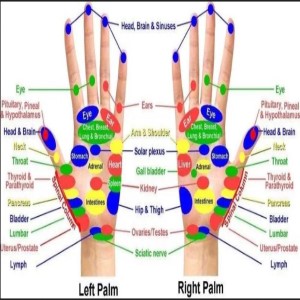 Head, Brain & Sinuses
Eye
Eye
Pituitary, Pineal
& Hypothalamus
Ears
Pituitary, Pineal
& Hypothalamus
Eye
Ear
Ear
Eye
Head & Brain
Chest, Breast,
Lung & Bronchial
Arm & Shoulder
Chest, Breast,
Lung & Bronchial
Head & Brain
Neck
Stomach
Solar plexus
Stomach
Neck
Throat
Adrenal
Heart
Gall bladder
Liver
Adrenal
Throat
Thyroid &
Parathyroid
Spleen
Kidney
Thyroid &
Parathyroid
Pancreas
Spinal Column
Intestines
Hip & Thigh
Intestines
Spinal Column
Pancreas
Bladder
Bladder
Lumbar
Ovaries/Testes
Lumbar
Uterus/Prostate
Uterus/Prostate
Sciatic nerve
Lymph
Lymph
Left Palm
Right Palm